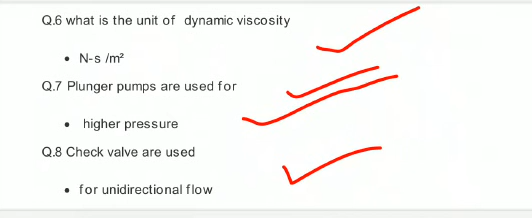 Q.6 what is the unit of dynamic viscosity
• N-s /m²
Q.7 Plunger pumps are used for
• higher pressure
Q.8 Check valve are used
• for unidirectional flow